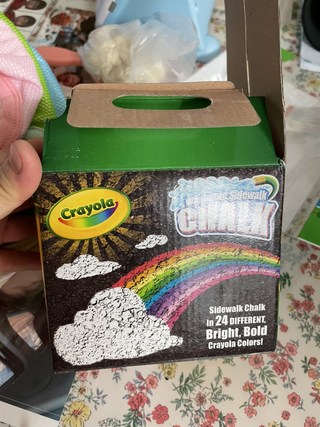 Crayola
Sidewalk
CHALK
Sidewalk Chalk
In 24 DIFFERENT,
Bright, Bold
Crayola Colors!